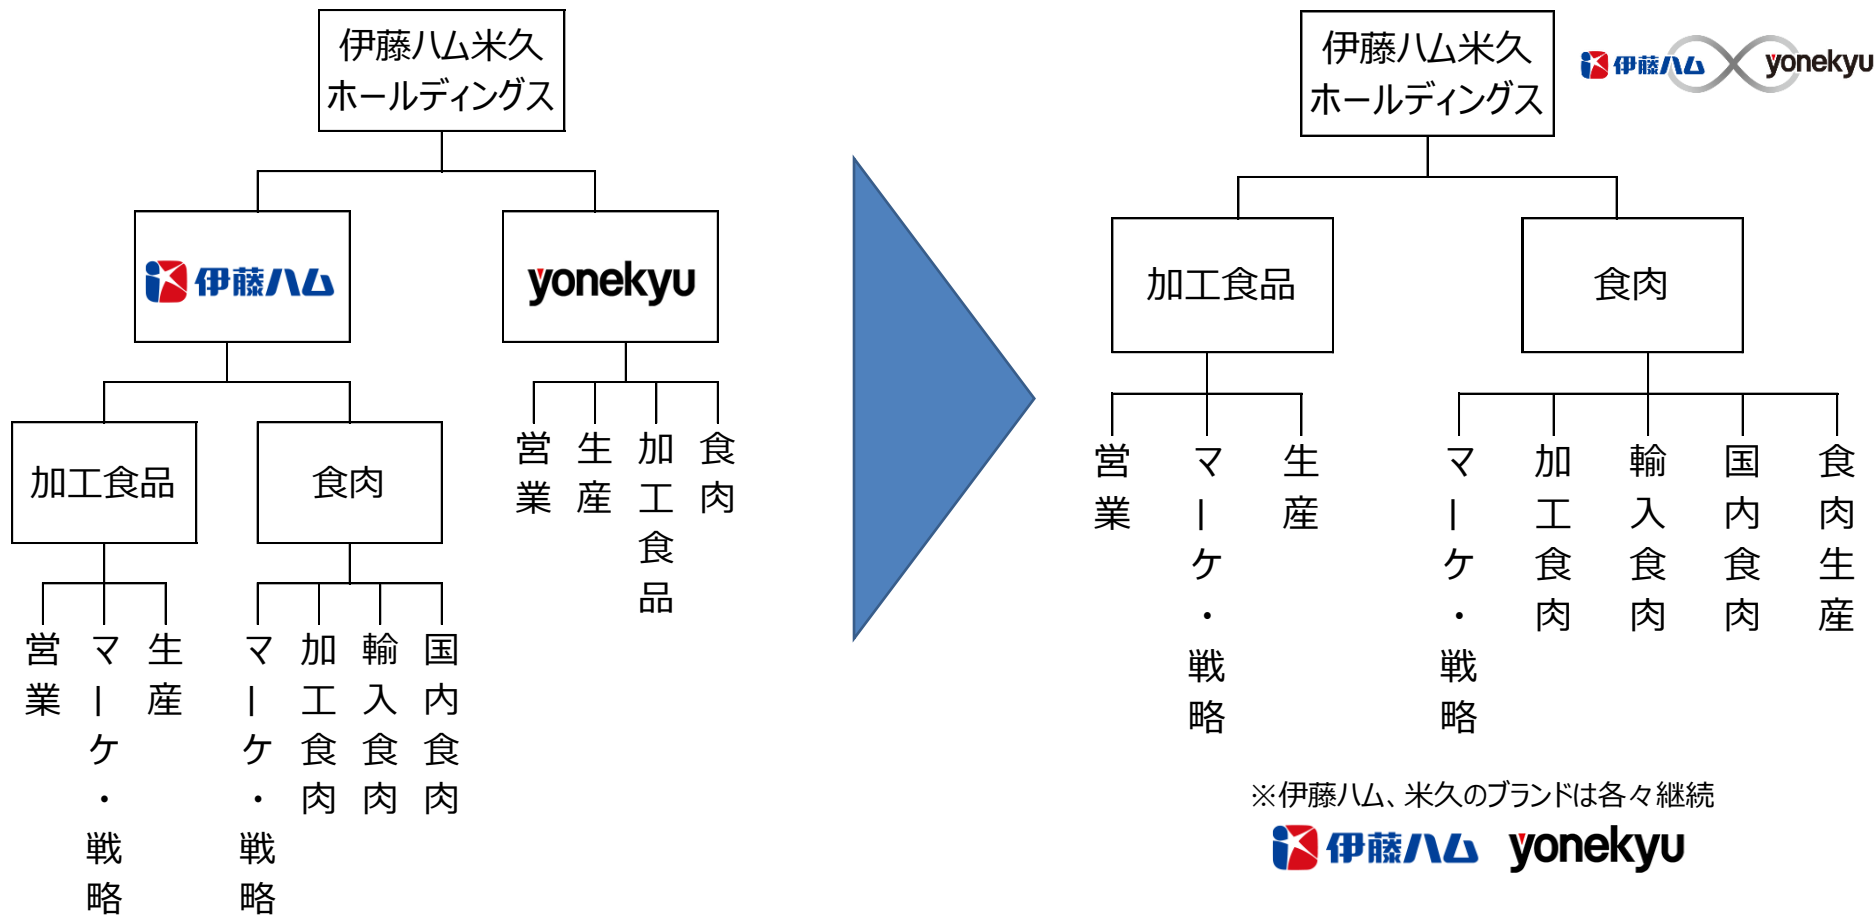 伊藤ハム米久
ホールディングス
伊藤ハム
yonekyu
加工食品
食肉
営業
生産
加工食品
食肉
営業
マーケ・戦略
生産
マーケ・戦略
加工食肉
輸入食肉
国内食肉
伊藤ハム米久
ホールディングス
伊藤ハム yonekyu
加工食品
食肉
営業
マーケ・戦略
生産
マーケ・戦略
加工食肉
輸入食肉
国内食肉
食肉生産
※伊藤ハム、米久のブランドは各々継続
伊藤ハム yonekyu